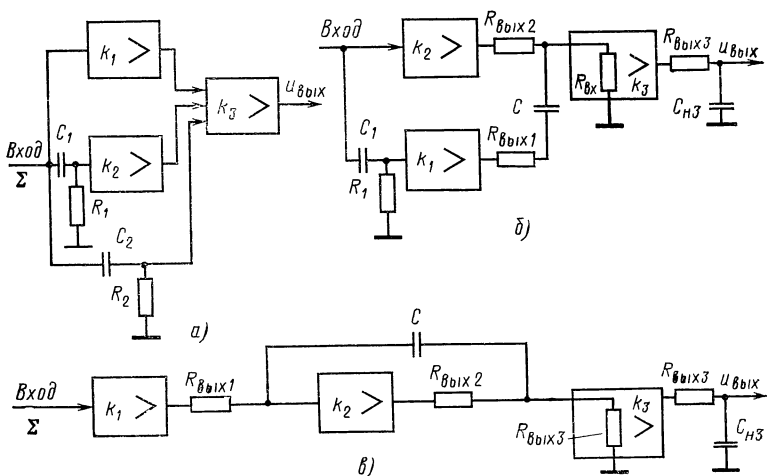 k₁ >
C₁
Вход
Σ
k₂ >
R₁
C₂
R₂
k₃ >
uвых
а)
Вход
k₂ >
Rвых2
C₁
R₁
k₁ >
Rвых1
C
Rвх
>
k₃
Rвых3
uвых
Cн3
б)
Вход
Σ
k₁ >
Rвых1
C
k₂ >
Rвых2
Rвых3
k₃
>
Rвых3
uвых
Cн3
в)